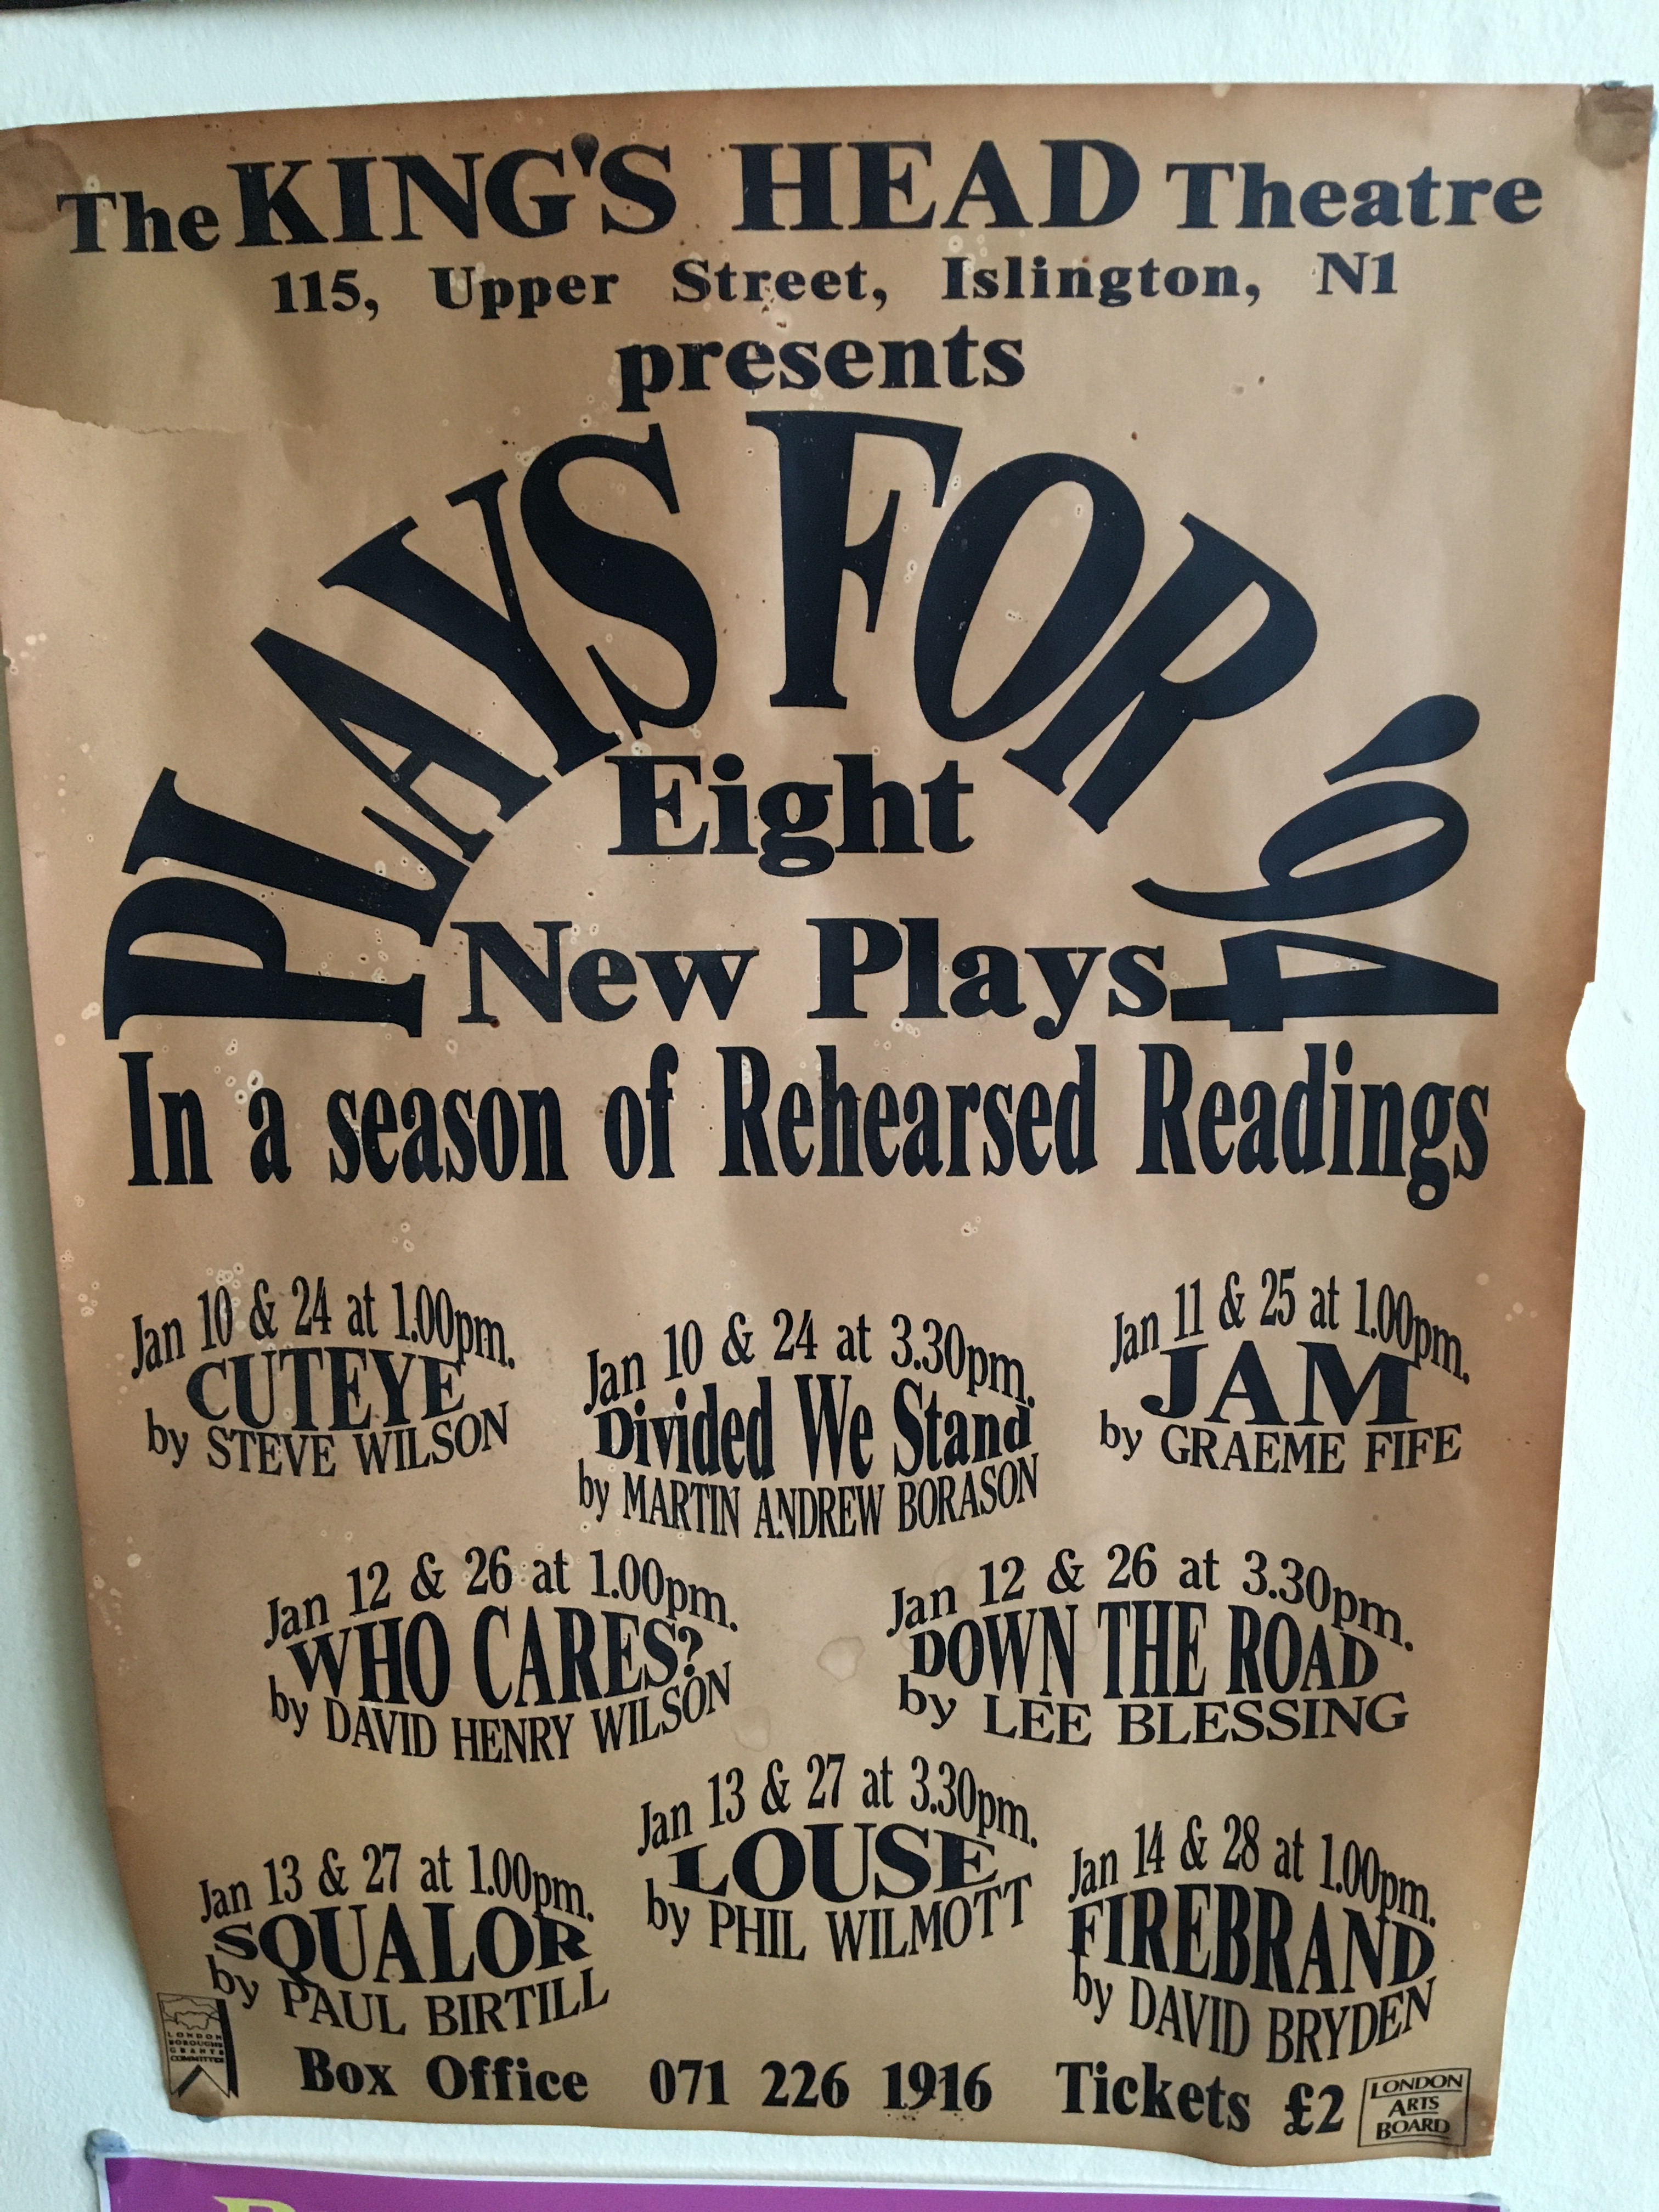 The KING'S HEAD Theatre
115, Upper Street, Islington, N1
presents
PLAYS FOR '94
Eight
New Plays
In a season of Rehearsed Readings
Jan 10 & 24 at 1.00pm.
CUTEYE
by STEVE WILSON
Jan 10 & 24 at 3.30pm.
Divided We Stand
by MARTIN ANDREW BORASON
Jan 11 & 25 at 1.00pm.
JAM
by GRAEME FIFE
Jan 12 & 26 at 1.00pm.
WHO CARES?
by DAVID HENRY WILSON
Jan 12 & 26 at 3.30pm.
DOWN THE ROAD
by LEE BLESSING
Jan 13 & 27 at 1.00pm.
SQUALOR
by PAUL BIRTILL
Jan 13 & 27 at 3.30pm.
LOUSE
by PHIL WILMOTT
Jan 14 & 28 at 1.00pm.
FIREBRAND
by DAVID BRYDEN
LONDON
BOROUGHS
GRANTS
COMMITTEE
Box Office 071 226 1916 Tickets £2
LONDON
ARTS
BOARD